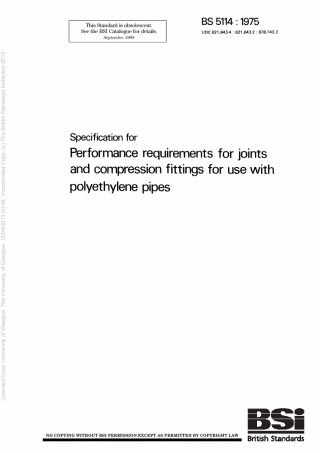 This Standard is obsolescent.
See the BSI Catalogue for details.
September 1994
BS 5114 : 1975
UDC 621.643.4 : 621.643.2 : 678.742.2
Specification for
Performance requirements for joints
and compression fittings for use with
polyethylene pipes
Licensed Copy: University of Glasgow, The University of Glasgow, 13/03/2013 00:49, Uncontrolled Copy, (c) The British Standards Institution 2013
BSi
British Standards
NO COPYING WITHOUT BSI PERMISSION EXCEPT AS PERMITTED BY COPYRIGHT LAW